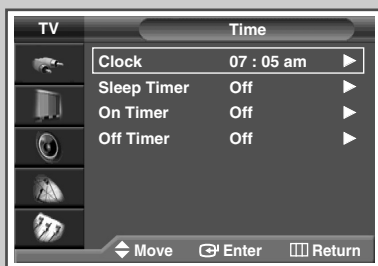 TV Time
Clock 07 : 05 am
Sleep Timer Off
On Timer Off
Off Timer Off
Move Enter Return